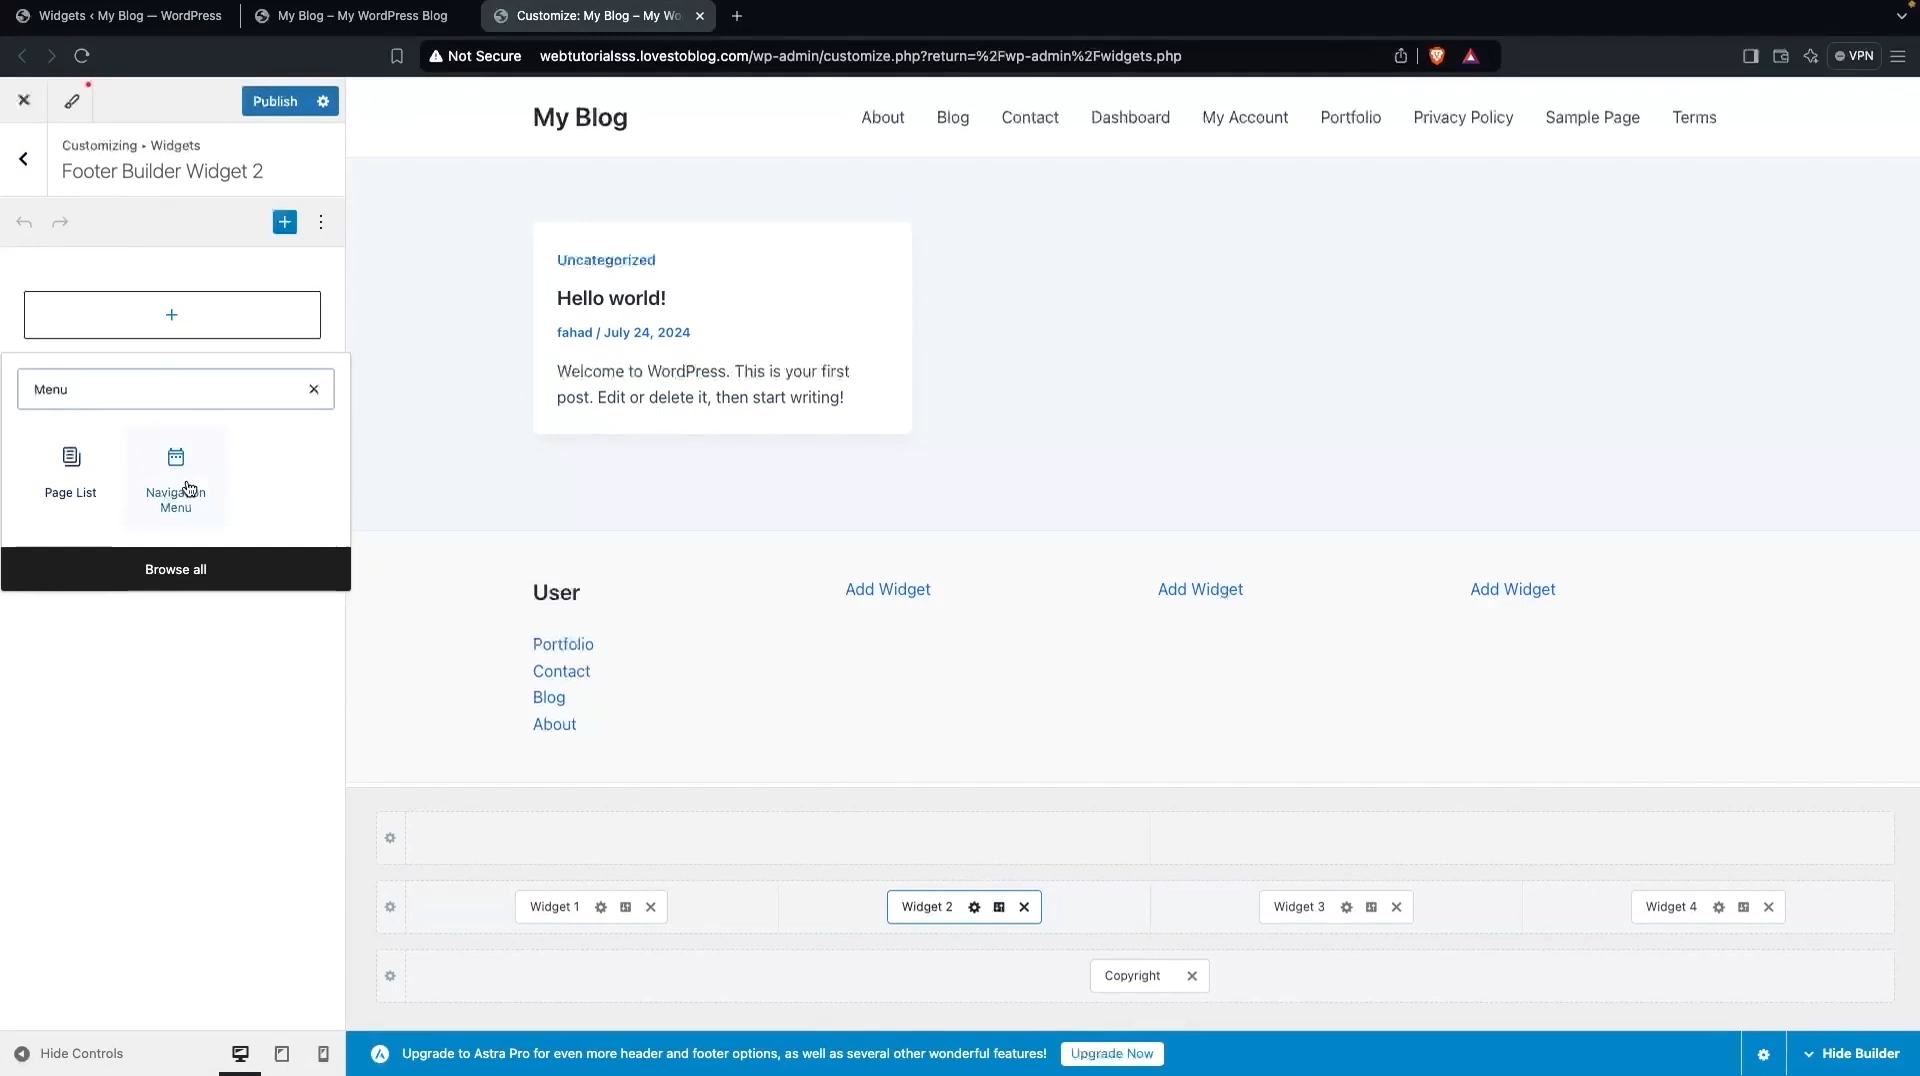 Widgets ‹ My Blog — WordPress
My Blog – My WordPress Blog
Customize: My Blog – My Wo
Not Secure
webtutorialsss.lovestoblog.com/wp-admin/customize.php?return=%2Fwp-admin%2Fwidgets.php
VPN
Publish
Customizing ▸ Widgets
Footer Builder Widget 2
Menu
Page List
Navigation
Menu
Browse all
My Blog
About Blog Contact Dashboard My Account Portfolio Privacy Policy Sample Page Terms
Uncategorized
Hello world!
fahad / July 24, 2024
Welcome to WordPress. This is your first
post. Edit or delete it, then start writing!
User
Portfolio
Contact
Blog
About
Add Widget Add Widget Add Widget
Widget 1 Widget 2 Widget 3 Widget 4
Copyright
Hide Controls
Upgrade to Astra Pro for even more header and footer options, as well as several other wonderful features!
Upgrade Now
Hide Builder